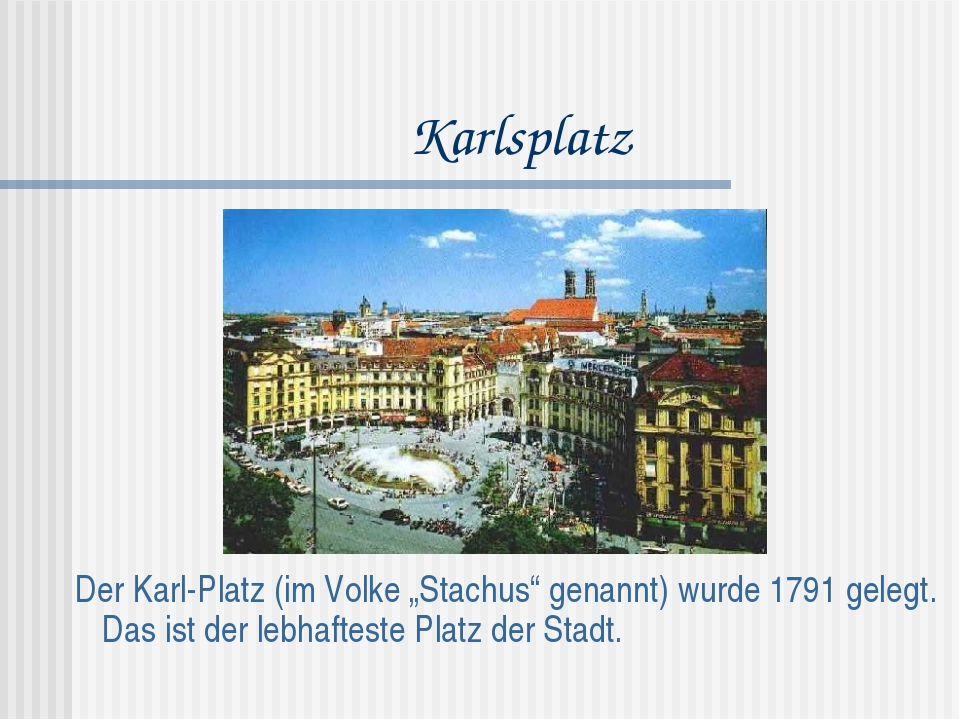 Karlsplatz
Der Karl-Platz (im Volke „Stachus“ genannt) wurde 1791 gelegt.
Das ist der lebhafteste Platz der Stadt.